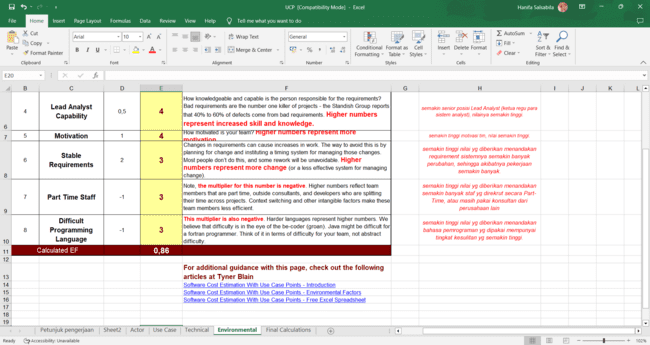 UCP [Compatibility Mode] - Excel
Hanifa Salsabila
File Home Insert Page Layout Formulas Data Review View Help Tell me what you want to do
Paste
Cut
Copy
Format Painter
Clipboard
Arial 10
B I U
Font
Wrap Text
Merge & Center
Alignment
General
Number
Conditional Formatting
Format as Table
Cell Styles
Styles
Insert Delete Format
Cells
AutoSum
Fill
Clear
Sort & Filter
Find & Select
Editing
E20
B C D E F G H I J K L
4 Lead Analyst Capability 0,5 4
How knowledgeable and capable is the person responsible for the requirements?
Bad requirements are the number one killer of projects - the Standish Group reports
that 40% to 60% of defects come from bad requirements. Higher numbers
represent increased skill and knowledge.
semakin senior posisi Lead Analyst (ketua regu para
sistem analyst), nilainya semakin tinggi.
6
7 5 Motivation 1 4
How motivated is your team? Higher numbers represent more
motivation.
semakin tinggi motivasi tim, nilai semakin tinggi
6 Stable Requirements 2 3
Changes in requirements can cause increases in work. The way to avoid this is by
planning for change and instituting a timing system for managing those changes.
Most people don't do this, and some rework will be unavoidable. Higher
numbers represent more change (or a less effective system for managing
change).
semakin tinggi nilai yg diberikan menandakan
requirement sistemnya semakin banyak
perubahan, sehingga akibatnya pekerjaan
semakin banyak.
8
7 Part Time Staff -1 3
Note, the multiplier for this number is negative. Higher numbers reflect team
members that are part time, outside consultants, and developers who are splitting
their time across projects. Context switching and other intangible factors make these
team members less efficient.
semakin tinggi nilai yg diberikan menandakan
semakin banyak staf yg direkrut secara Part-
Time, atau masih pakai konsultan dari
perusahaan lain
9
8 Difficult Programming Language -1 3
This multiplier is also negative. Harder languages represent higher numbers. We
believe that difficulty is in the eye of the be-coder (groan). Java might be difficult for
a fortran programmer. Think of it in terms of difficulty for your team, not abstract
difficulty.
semakin tinggi nilai yg diberikan menandakan
bahasa pemrograman yg dipakai mempunyai
tingkat kesulitan yg semakin tinggi.
10
11 Calculated EF 0,86
12
For additional guidance with this page, check out the following
13 articles at Tyner Blain
14 Software Cost Estimation With Use Case Points - Introduction
15 Software Cost Estimation With Use Case Points - Environmental Factors
16 Software Cost Estimation With Use Case Points - Free Excel Spreadsheet
17
18
19
Petunjuk pengerjaan Sheet2 Actor Use Case Technical Environmental Final Calculations
Ready Accessibility: Unavailable